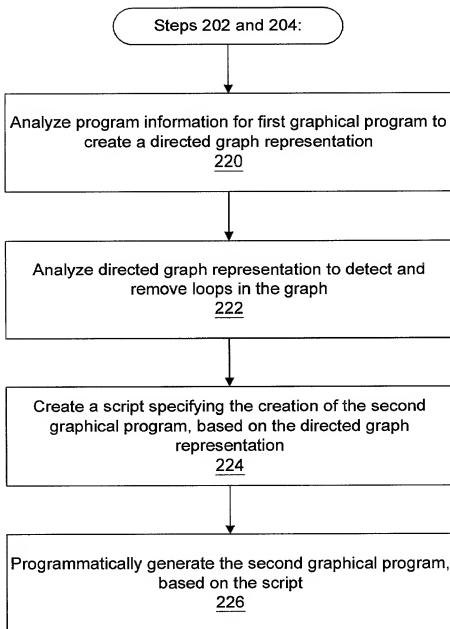 Steps 202 and 204:
Analyze program information for first graphical program to
create a directed graph representation
220
Analyze directed graph representation to detect and
remove loops in the graph
222
Create a script specifying the creation of the second
graphical program, based on the directed graph
representation
224
Programmatically generate the second graphical program,
based on the script
226